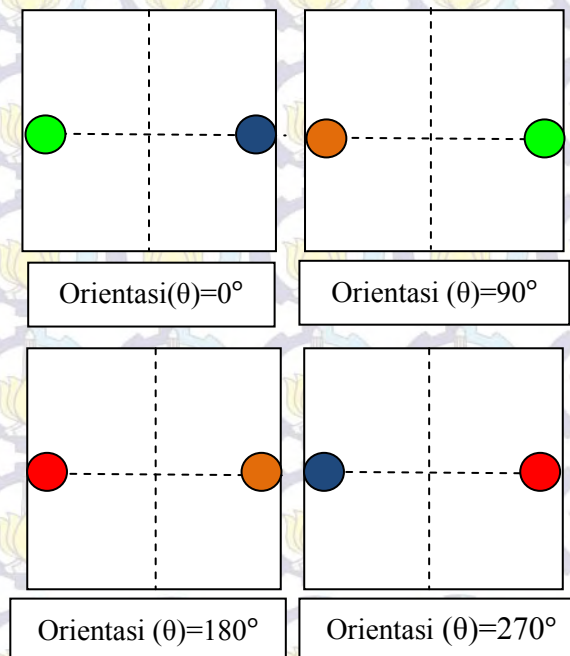 Orientasi(θ)=0°
Orientasi (θ)=90°
Orientasi (θ)=180°
Orientasi (θ)=270°